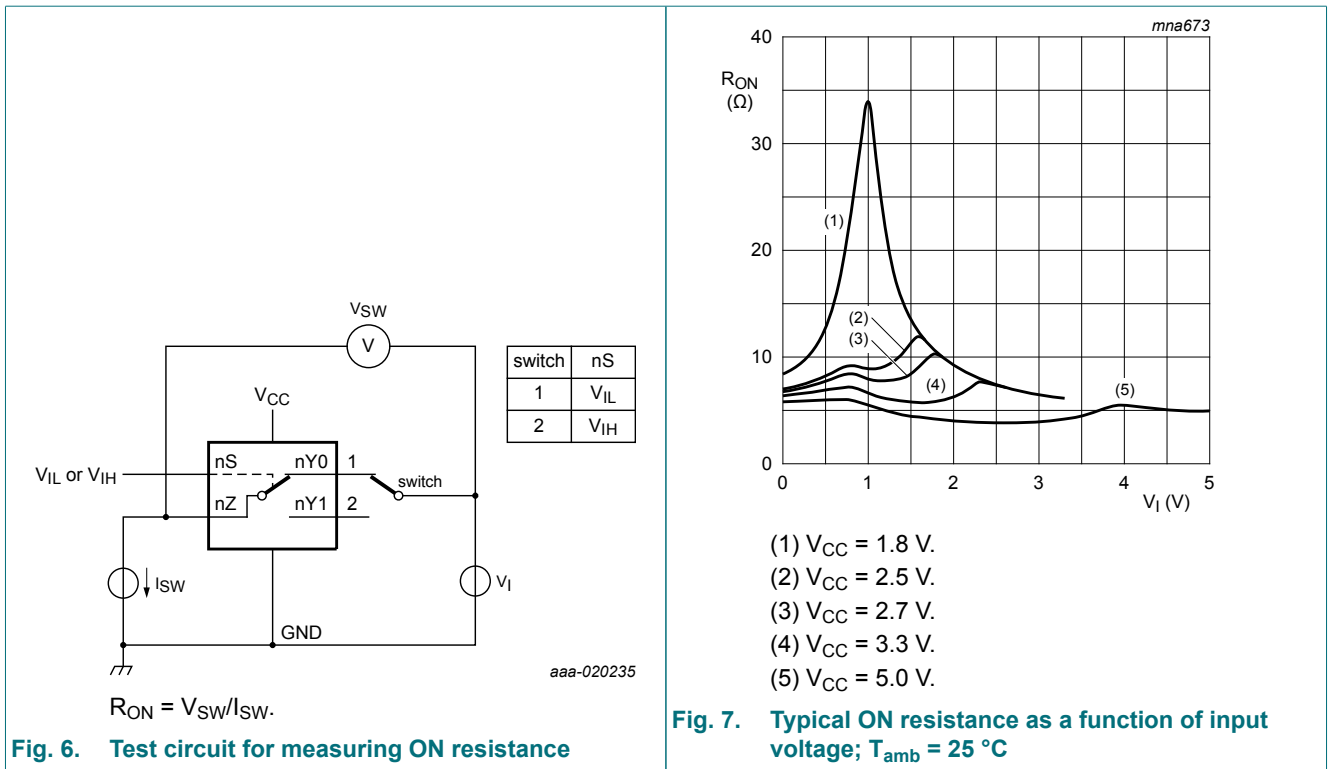 VSW
V
switch nS
1 VIL
2 VIH
VCC
VIL or VIH
nS nY0 1
switch
nZ nY1 2
ISW
VI
GND
aaa-020235
RON = VSW/ISW.
Fig. 6. Test circuit for measuring ON resistance
mna673
40
RON
(Ω)
30
(1)
20
(2)
(3)
10
(4)
(5)
0
0 1 2 3 4 5
VI (V)
(1) VCC = 1.8 V.
(2) VCC = 2.5 V.
(3) VCC = 2.7 V.
(4) VCC = 3.3 V.
(5) VCC = 5.0 V.
Fig. 7. Typical ON resistance as a function of input
voltage; Tamb = 25 °C